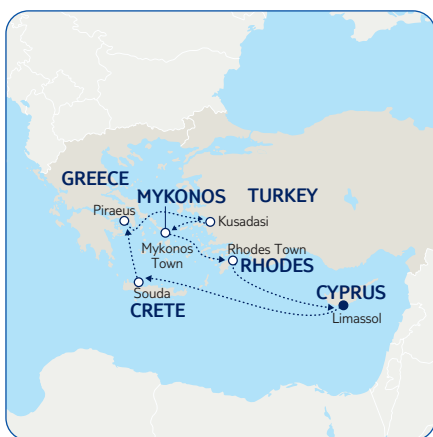 GREECE
MYKONOS
TURKEY
Piraeus
Kusadasi
Mykonos
Town
Rhodes Town
RHODES
Souda
CRETE
CYPRUS
Limassol